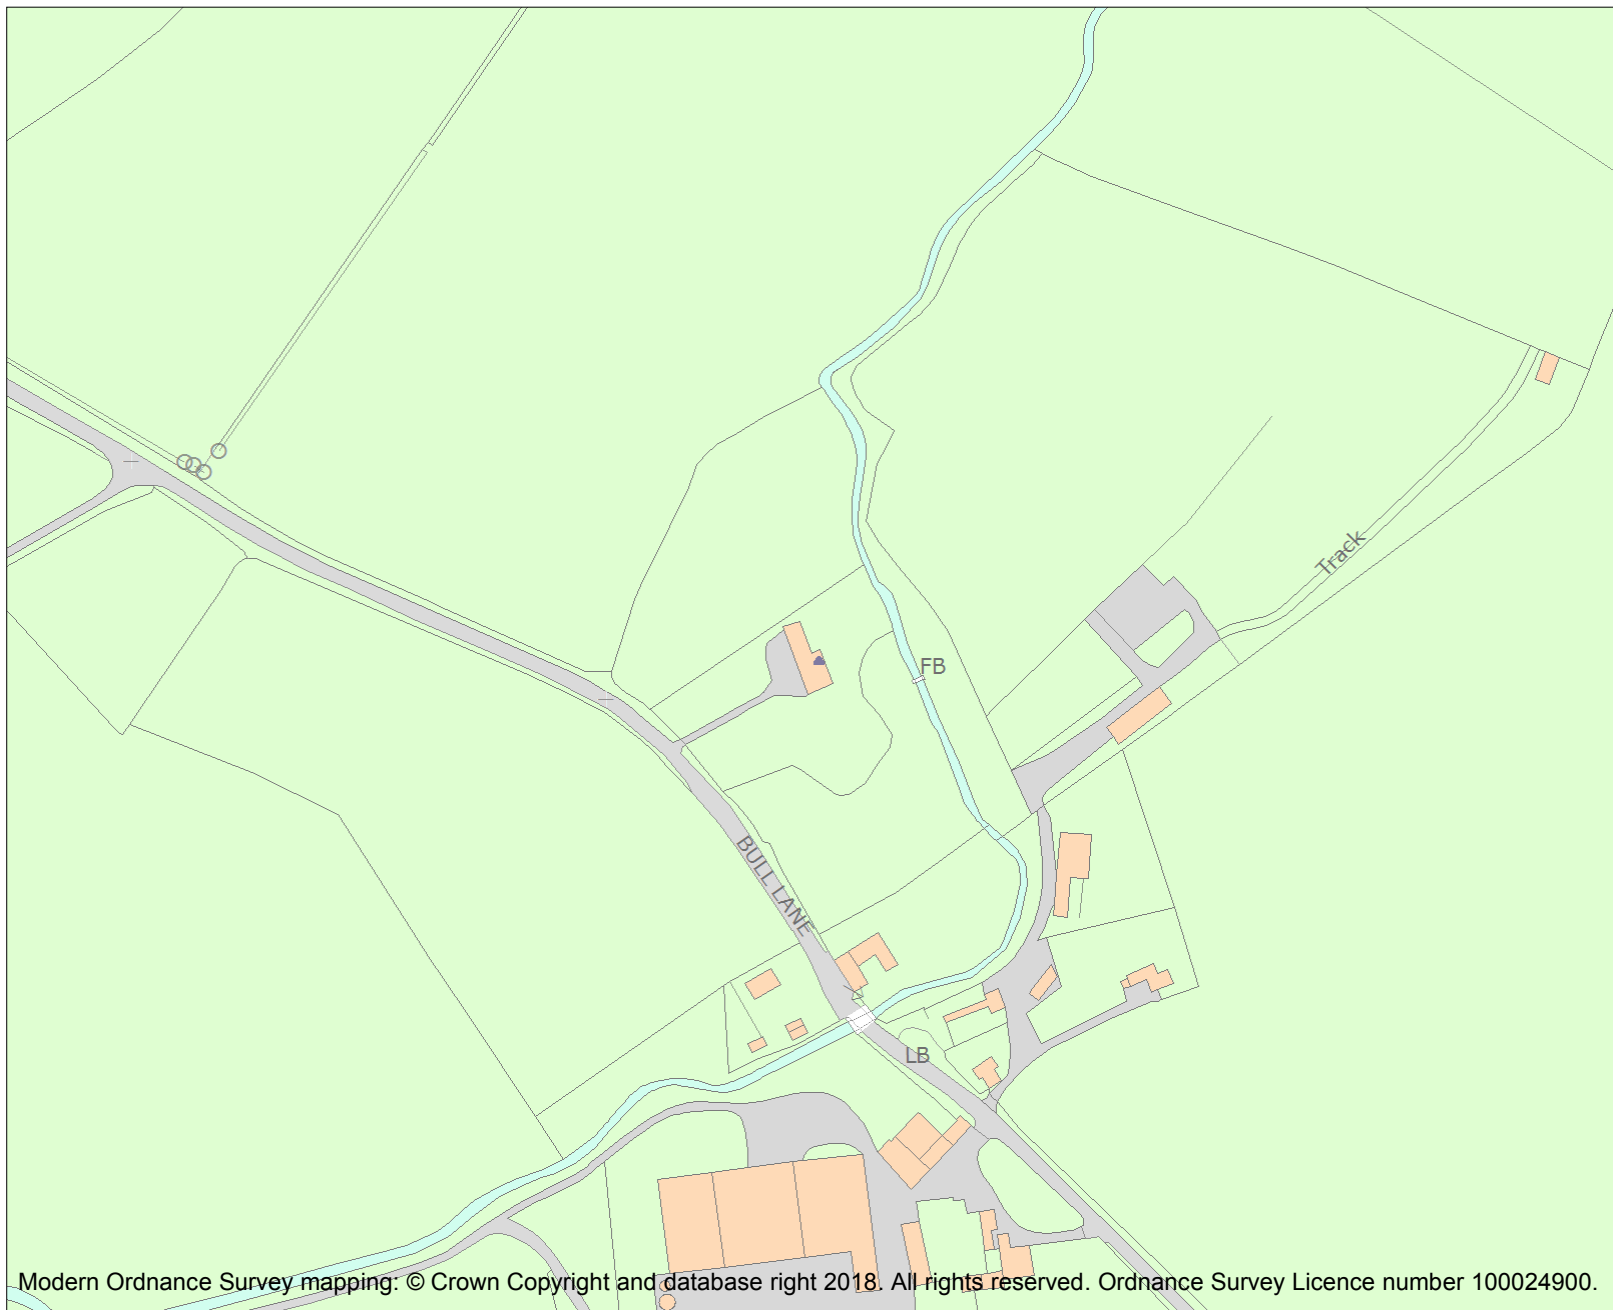 Track
FB
BULL LANE
LB
Modern Ordnance Survey mapping: © Crown Copyright and database right 2018. All rights reserved. Ordnance Survey Licence number 100024900.